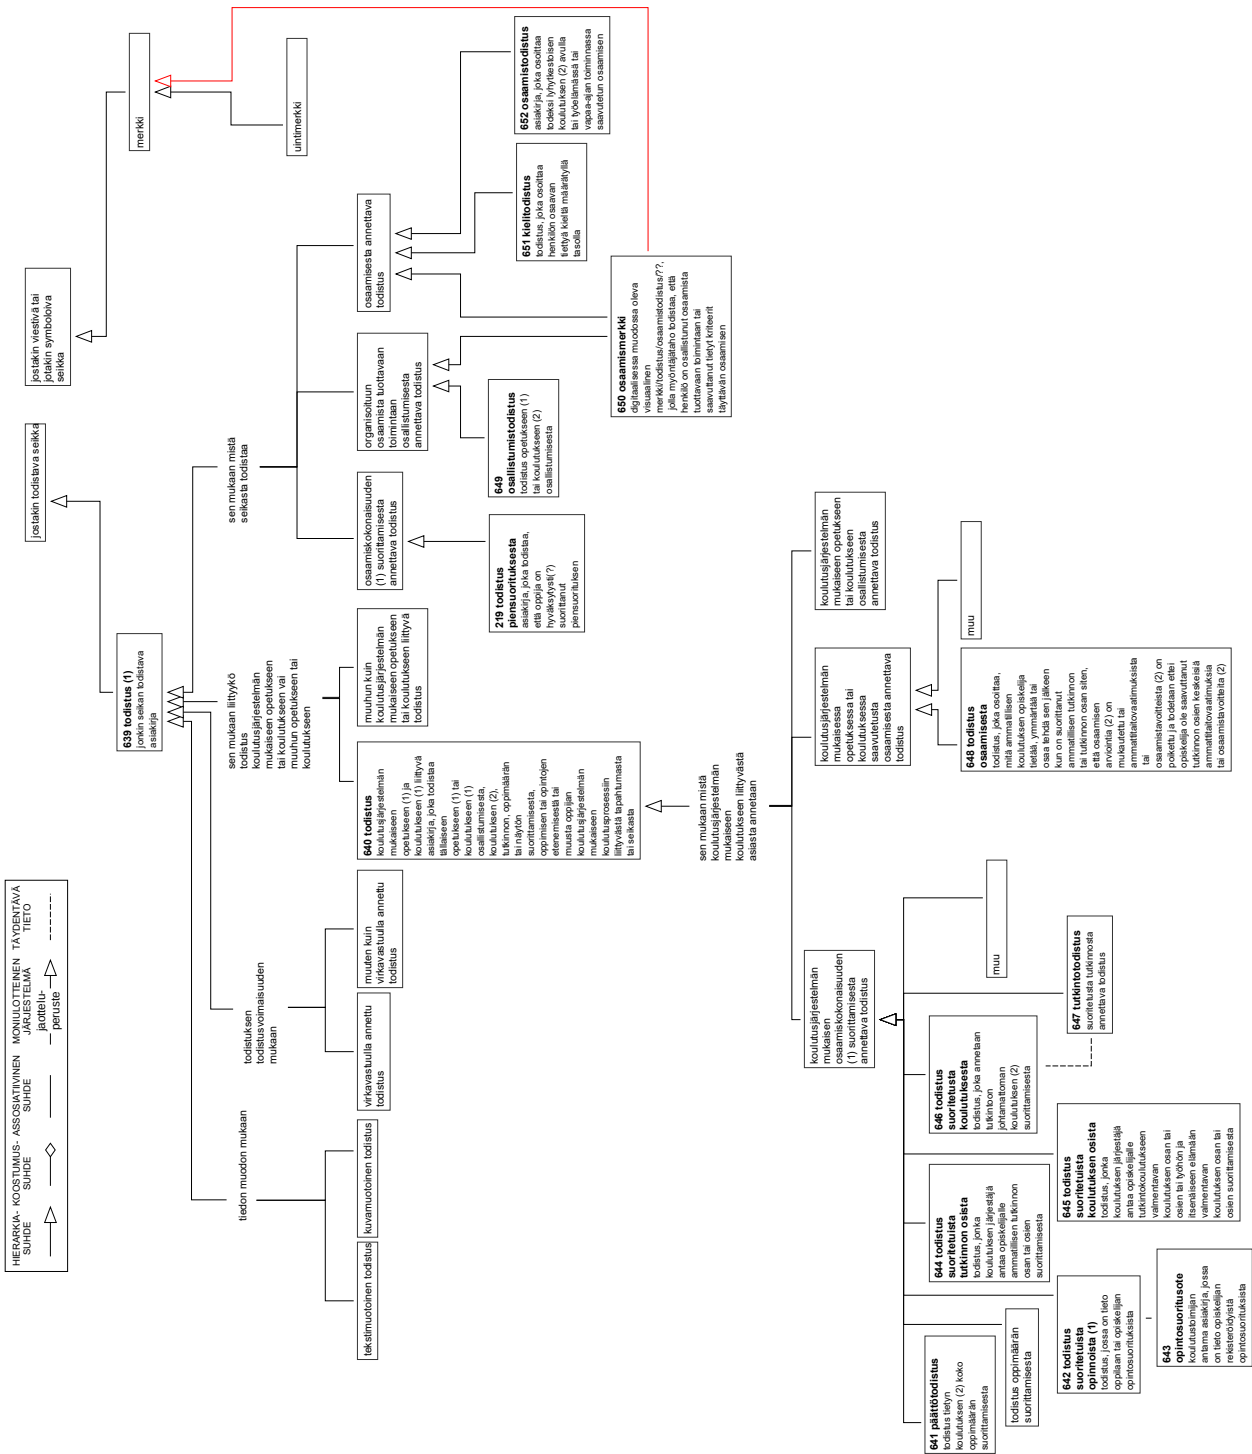 HIERARKIA- KOOSTUMUS- ASSOSIATIIVINEN MONIULOTTEINEN TÄYDENTÄVÄ
SUHDE SUHDE SUHDE JÄRJESTELMÄ TIETO
jaottelu-
peruste
jostakin todistava seikka
jostakin viestivä tai
jotakin symboloiva
seikka
merkki
uintimerkki
639 todistus (1)
jonkin seikan todistava
asiakirja
tiedon muodon mukaan
tekstimuotoinen todistus
kuvamuotoinen todistus
todistuksen
todistusvoimaisuuden
mukaan
virkavastuulla annettu
todistus
muuten kuin
virkavastuulla annettu
todistus
sen mukaan liittyykö
todistus
koulutusjärjestelmän
mukaiseen opetukseen
tai koulutukseen vai
muuhun opetukseen tai
koulutukseen
640 todistus
koulutusjärjestelmän
mukaiseen
opetukseen (1) ja
koulutukseen (1) liittyvä
asiakirja, joka todistaa
tällaiseen
opetukseen (1) tai
koulutukseen (1)
osallistumisesta,
koulutuksen (2),
tutkinnon, oppimäärän
tai näytön
suorittamisesta,
oppimisen tai opintojen
etenemisestä tai
muusta oppijan
koulutusjärjestelmän
mukaiseen
koulutusprosessiin
liittyvästä tapahtumasta
tai seikasta
muuhun kuin
koulutusjärjestelmän
mukaiseen opetukseen
tai koulutukseen liittyvä
todistus
sen mukaan mistä
seikasta todistaa
osaamiskokonaisuuden
(1) suorittamisesta
annettava todistus
219 todistus
piensuorituksesta
asiakirja, joka todistaa,
että oppija on
hyväksytysti(?)
suorittanut
piensuorituksen
organisoituun
osaamista tuottavaan
toimintaan
osallistumisesta
annettava todistus
649
osallistumistodistus
todistus opetukseen (1)
tai koulutukseen (2)
osallistumisesta
osaamisesta annettava
todistus
650 osaamismerkki
digitaalisessa muodossa oleva
visuaalinen
merkki/todistus/osaamistodistus/??,
jolla myöntäjätaho todistaa, että
henkilö on osallistunut osaamista
tuottavaan toimintaan tai
saavuttanut tietyt kriteerit
täyttävän osaamisen
651 kielitodistus
todistus, joka osoittaa
henkilön osaavan
tiettyä kieltä määrätyllä
tasolla
652 osaamistodistus
asiakirja, joka osoittaa
todeksi lyhytkestoisen
koulutuksen (2) avulla
tai työelämässä tai
vapaa-ajan toiminnassa
saavutetun osaamisen
sen mukaan mistä
koulutusjärjestelmän
mukaiseen
koulutukseen liittyvästä
asiasta annetaan
koulutusjärjestelmän
mukaisen
osaamiskokonaisuuden
(1) suorittamisesta
annettava todistus
641 päättötodistus
todistus tietyn
koulutuksen (2) koko
oppimäärän
suorittamisesta
todistus oppimäärän
suorittamisesta
642 todistus
suoritetuista
opinnoista (1)
todistus, jossa on tieto
oppilaan tai opiskelijan
opintosuorituksista
643
opintosuoritusote
koulutustoimijan
antama asiakirja, jossa
on tieto opiskelijan
rekisteröidyistä
opintosuorituksista
644 todistus
suoritetuista
tutkinnon osista
todistus, jonka
koulutuksen järjestäjä
antaa opiskelijalle
ammatillisen tutkinnon
osan tai osien
suorittamisesta
645 todistus
suoritetuista
koulutuksen osista
todistus, jonka
koulutuksen järjestäjä
antaa opiskelijalle
tutkintokoulutukseen
valmentavan
koulutuksen osan tai
osien tai työhön ja
itsenäiseen elämään
valmentavan
koulutuksen osan tai
osien suorittamisesta
646 todistus
suoritetusta
koulutuksesta
todistus, joka annetaan
tutkintoon
johtamattoman
koulutuksen (2)
suorittamisesta
647 tutkintotodistus
suoritetusta tutkinnosta
annettava todistus
muu
koulutusjärjestelmän
mukaisessa
opetuksessa tai
koulutuksessa
saavutetusta
osaamisesta annettava
todistus
648 todistus
osaamisesta
todistus, joka osoittaa,
mitä ammatillisen
koulutuksen opiskelija
tietää, ymmärtää tai
osaa tehdä sen jälkeen
kun on suorittanut
ammatillisen tutkinnon
tai tutkinnon osan siten,
että osaamisen
arviointia (2) on
mukautettu tai
ammattitaitovaatimuksista
tai
osaamistavoitteista (2) on
poikettu ja todetaan ettei
opiskelija ole saavuttanut
tutkinnon osien keskeisiä
ammattitaitovaatimuksia
tai osaamistavoitteita (2)
muu
koulutusjärjestelmän
mukaiseen opetukseen
tai koulutukseen
osallistumisesta
annettava todistus